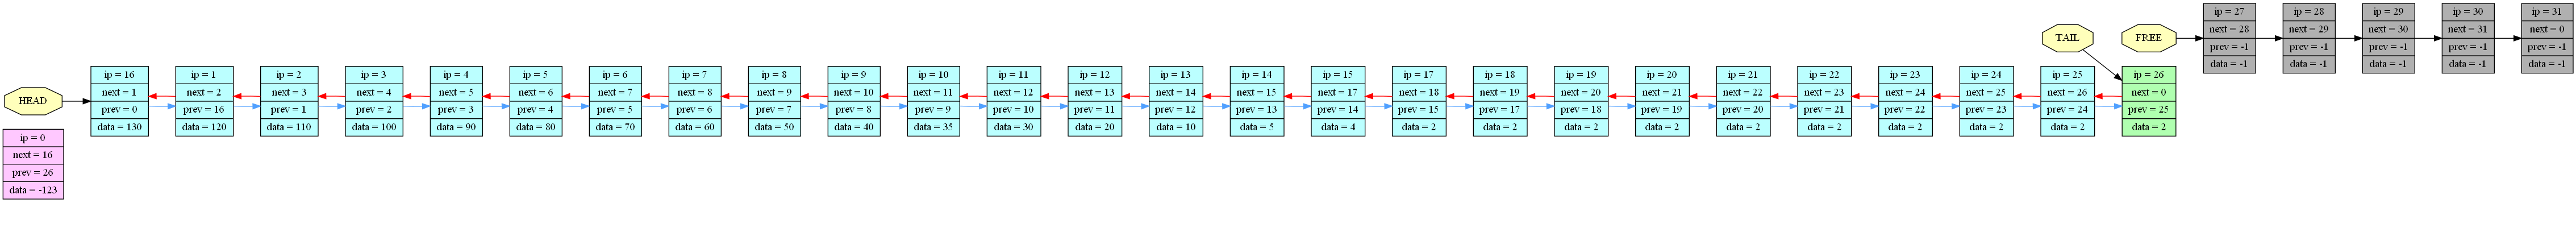 HEAD
ip = 0
next = 16
prev = 26
data = -123
ip = 16
next = 1
prev = 0
data = 130
ip = 1
next = 2
prev = 16
data = 120
ip = 2
next = 3
prev = 1
data = 110
ip = 3
next = 4
prev = 2
data = 100
ip = 4
next = 5
prev = 3
data = 90
ip = 5
next = 6
prev = 4
data = 80
ip = 6
next = 7
prev = 5
data = 70
ip = 7
next = 8
prev = 6
data = 60
ip = 8
next = 9
prev = 7
data = 50
ip = 9
next = 10
prev = 8
data = 40
ip = 10
next = 11
prev = 9
data = 35
ip = 11
next = 12
prev = 10
data = 30
ip = 12
next = 13
prev = 11
data = 20
ip = 13
next = 14
prev = 12
data = 10
ip = 14
next = 15
prev = 13
data = 5
ip = 15
next = 17
prev = 14
data = 4
ip = 17
next = 18
prev = 15
data = 2
ip = 18
next = 19
prev = 17
data = 2
ip = 19
next = 20
prev = 18
data = 2
ip = 20
next = 21
prev = 19
data = 2
ip = 21
next = 22
prev = 20
data = 2
ip = 22
next = 23
prev = 21
data = 2
ip = 23
next = 24
prev = 22
data = 2
ip = 24
next = 25
prev = 23
data = 2
ip = 25
next = 26
prev = 24
data = 2
TAIL
ip = 26
next = 0
prev = 25
data = 2
FREE
ip = 27
next = 28
prev = -1
data = -1
ip = 28
next = 29
prev = -1
data = -1
ip = 29
next = 30
prev = -1
data = -1
ip = 30
next = 31
prev = -1
data = -1
ip = 31
next = 0
prev = -1
data = -1